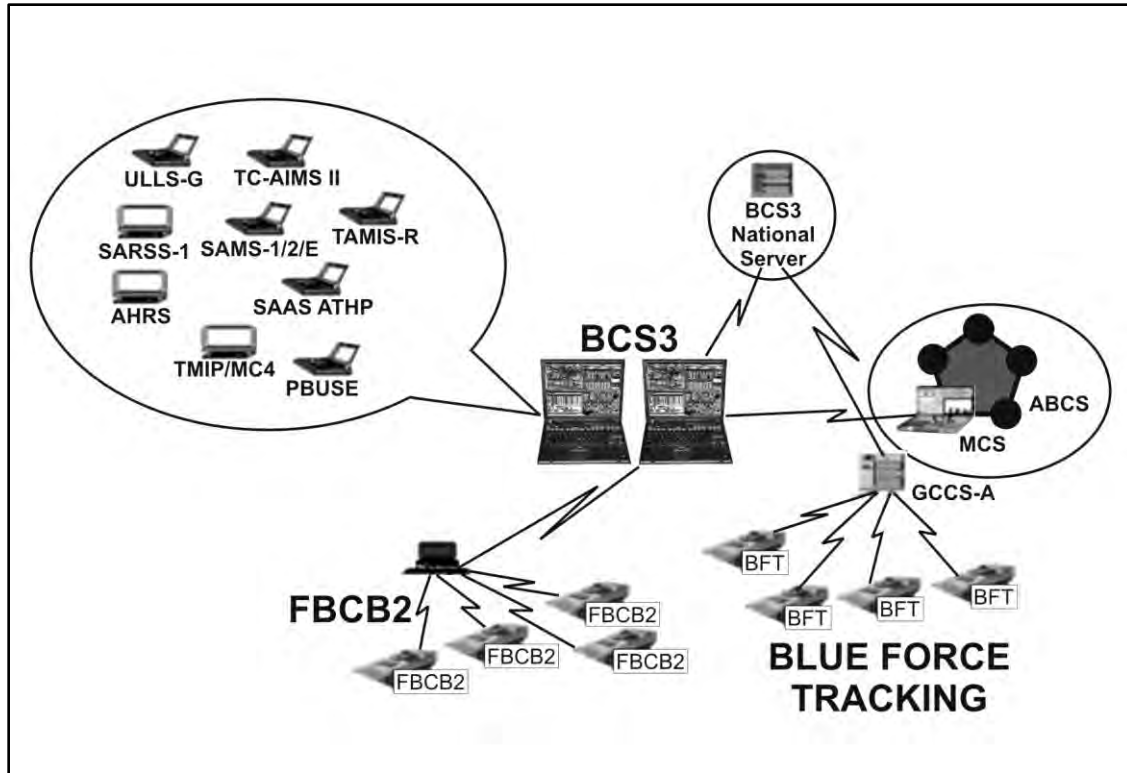 ULLS-G
TC-AIMS II
SARSS-1
SAMS-1/2/E
TAMIS-R
AHRS
SAAS ATHP
TMIP/MC4
PBUSE
BCS3
National
Server
BCS3
ABCS
MCS
GCCS-A
BFT
BFT
BFT
BFT
BLUE FORCE
TRACKING
FBCB2
FBCB2
FBCB2
FBCB2
FBCB2